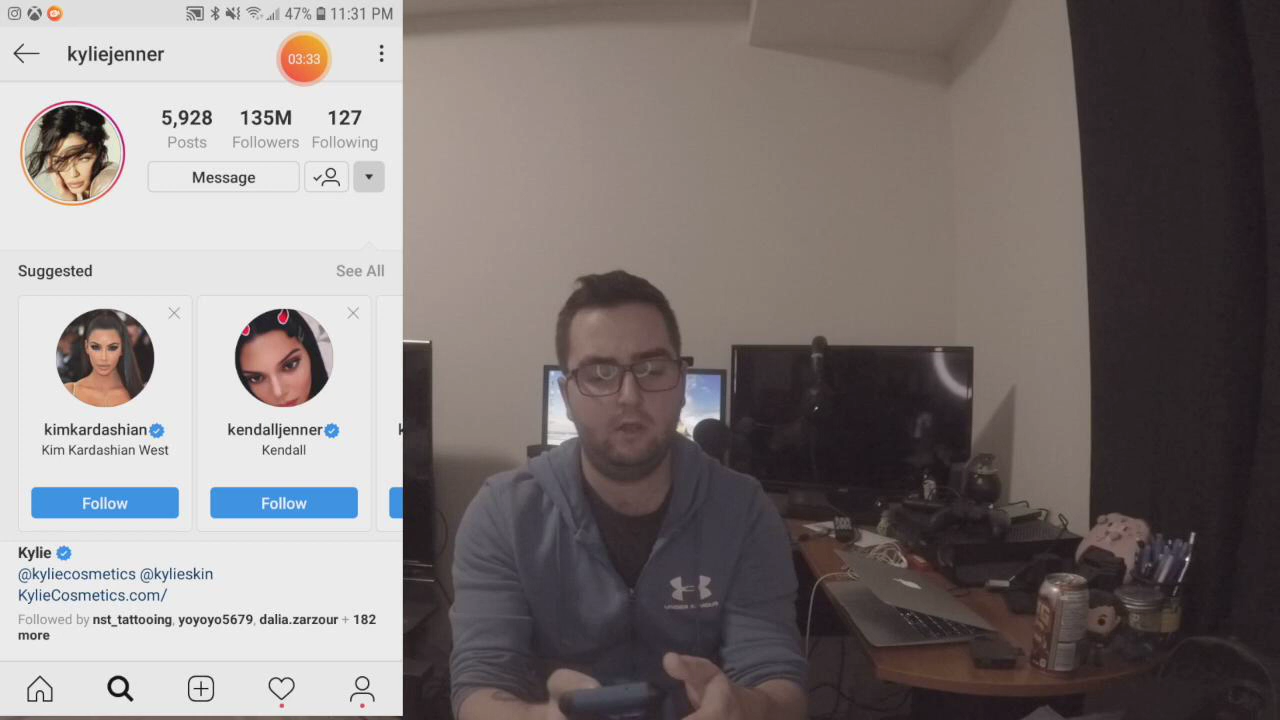 47% 11:31 PM
kyliejenner
03:33
5,928 135M 127
Posts Followers Following
Message
Suggested See All
kimkardashian kendalljenner
Kim Kardashian West Kendall
Follow Follow
Kylie
@kyliecosmetics @kylieskin
KylieCosmetics.com/
Followed by nst_tattooing, yoyoyo5679, dalia.zarzour + 182
more
UNDER ARMOUR